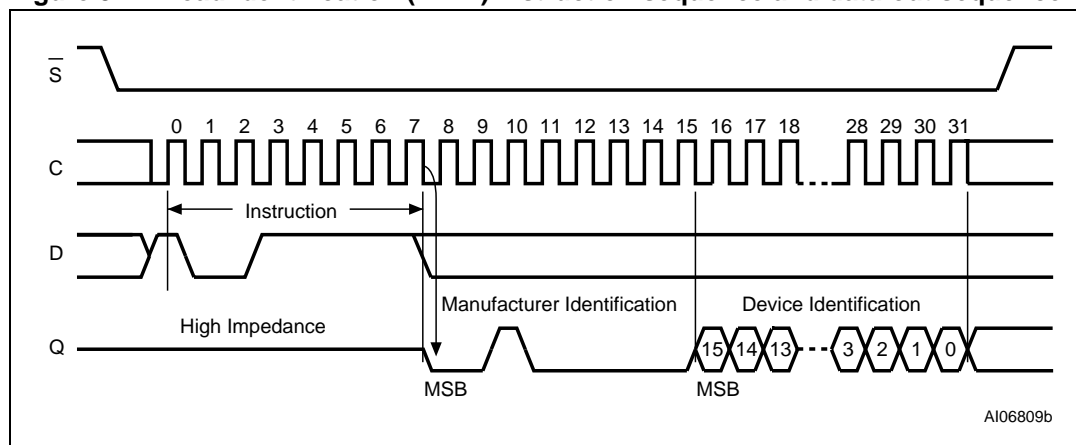 S
0 1 2 3 4 5 6 7 8 9 10 11 12 13 14 15 16 17 18 28 29 30 31
C
Instruction
D
Manufacturer Identification Device Identification
High Impedance
Q 15 14 13 3 2 1 0
MSB MSB
AI06809b